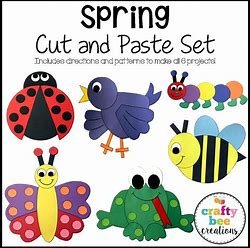 Spring
Cut and Paste Set
Includes directions and patterns to make all 6 projects!
crafty
bee
creations